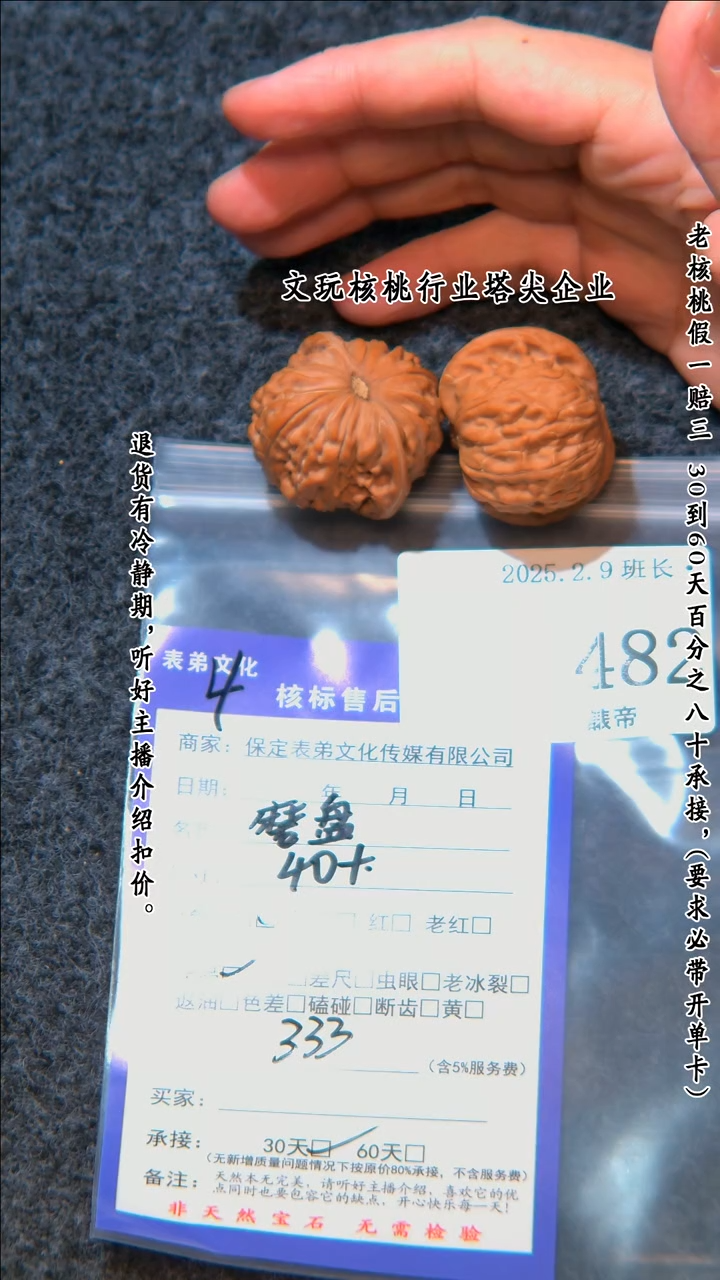 文玩核桃行业塔尖企业
老核桃假一赔三 30到60天百分之八十承接，(要求必带开单卡)
退货有冷静期，听好主播介绍扣价。
2025.2.9班长
482
表弟文化
4
核标售后
商家：保定表弟文化传媒有限公司
日期： 年 月 日
磨盘
40+
红□ 老红□
差尺□虫眼□老冰裂□
返油□色差□磕碰□断齿□黄□
333
(含5%服务费)
买家：
承接： 30天□ 60天□
(无新增质量问题情况下按原价80%承接，不含服务费)
备注：天然本无完美，请听好主播介绍，喜欢它的优
点同时也要包容它的缺点，开心快乐每一天！
非天然宝石 无需检验